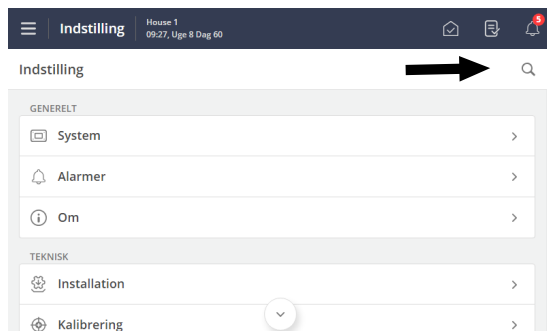 Indstilling
House 1
09:27, Uge 8 Dag 60
5
Indstilling
GENERELT
System
Alarmer
Om
TEKNISK
Installation
Kalibrering